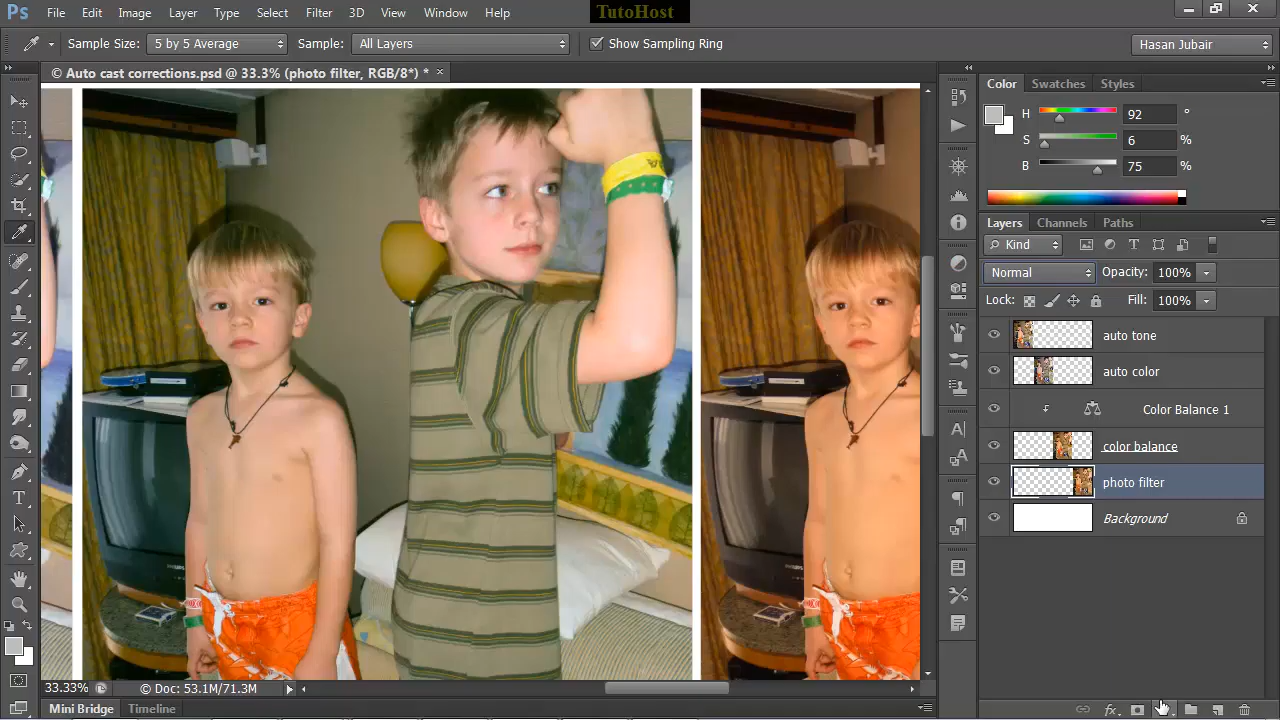 Ps File Edit Image Layer Type Select Filter 3D View Window Help
TutoHost
Sample Size: 5 by 5 Average Sample: All Layers Show Sampling Ring Hasan Jubair
© Auto cast corrections.psd @ 33.3% (photo filter, RGB/8*) * ×
Color Swatches Styles
H 92 °
S 6 %
B 75 %
Layers Channels Paths
Kind
Normal Opacity: 100%
Lock: Fill: 100%
auto tone
auto color
Color Balance 1
color balance
photo filter
Background
33.33% © Doc: 53.1M/71.3M
Mini Bridge Timeline
fx